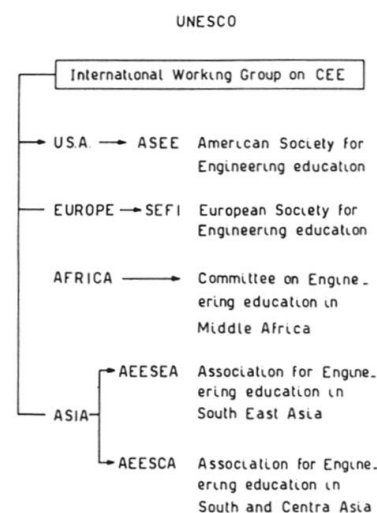 UNESCO
International Working Group on CEE
U.S.A. → ASEE American Society for
Engineering education
EUROPE → SEFI European Society for
Engineering education
AFRICA → Committee on Engine-
ering education in
Middle Africa
AEESEA Association for Engine-
ering education in
South East Asia
ASIA
AEESCA Association for Engine-
ering education in
South and Centra Asia